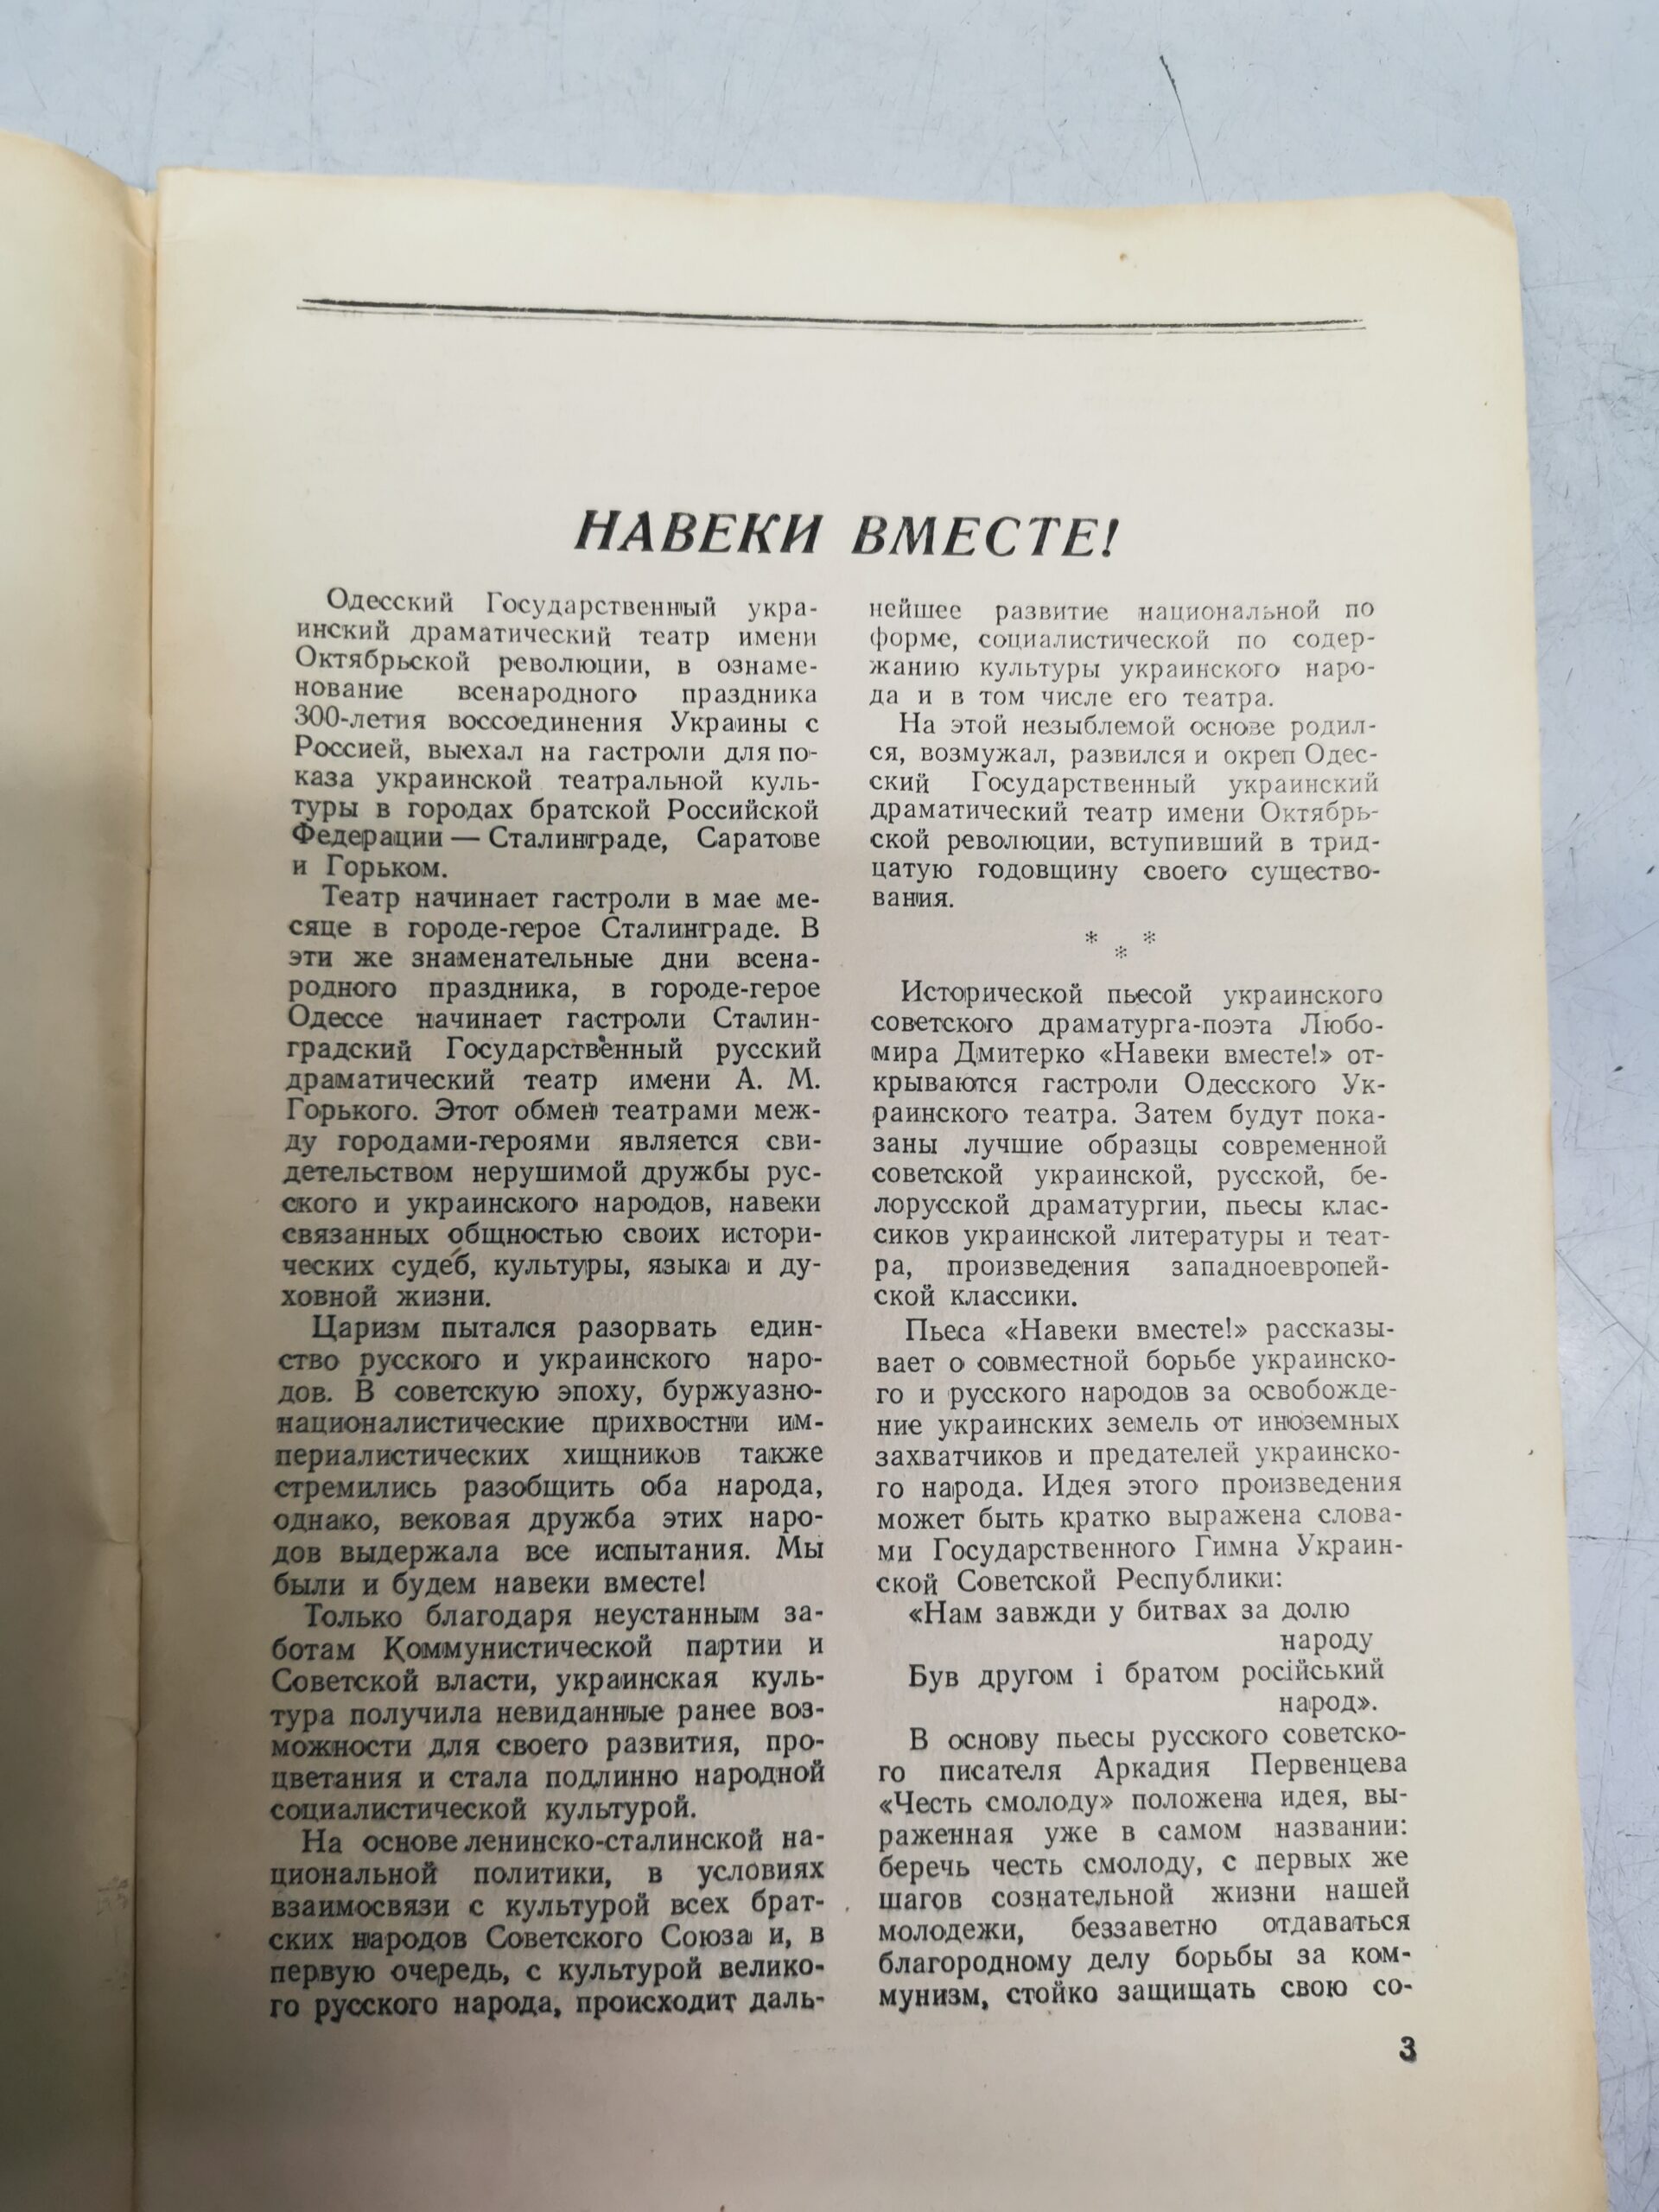 НАВЕКИ ВМЕСТЕ!
Одесский Государственный укра-
инский драматический театр имени
Октябрьской революции, в ознаме-
нование всенародного праздника
300-летия воссоединения Украины с
Россией, выехал на гастроли для по-
каза украинской театральной куль-
туры в городах братской Российской
Федерации — Сталинграде, Саратове
и Горьком.
Театр начинает гастроли в мае ме-
сяце в городе-герое Сталинграде. В
эти же знаменательные дни всена-
родного праздника, в городе-герое
Одессе начинает гастроли Сталин-
градский Государственный русский
драматический театр имени А. М.
Горького. Этот обмен театрами меж-
ду городами-героями является сви-
детельством нерушимой дружбы рус-
ского и украинского народов, навеки
связанных общностью своих истори-
ческих судеб, культуры, языка и ду-
ховной жизни.
Царизм пытался разорвать един-
ство русского и украинского наро-
дов. В советскую эпоху, буржуазно-
националистические прихвостни им-
периалистических хищников также
стремились разобщить оба народа,
однако, вековая дружба этих наро-
дов выдержала все испытания. Мы
были и будем навеки вместе!
Только благодаря неустанным за-
ботам Коммунистической партии и
Советской власти, украинская куль-
тура получила невиданные ранее воз-
можности для своего развития, про-
цветания и стала подлинно народной
социалистической культурой.
На основе ленинско-сталинской на-
циональной политики, в условиях
взаимосвязи с культурой всех брат-
ских народов Советского Союза и, в
первую очередь, с культурой велико-
го русского народа, происходит даль-
нейшее развитие национальной по
форме, социалистической по содер-
жанию культуры украинского наро-
да и в том числе его театра.
На этой незыблемой основе родил-
ся, возмужал, развился и окреп Одес-
ский Государственный украинский
драматический театр имени Октябрь-
ской революции, вступивший в трид-
цатую годовщину своего существо-
вания.
* * *
Исторической пьесой украинского
советского драматурга-поэта Любо-
мира Дмитерко «Навеки вместе!» от-
крываются гастроли Одесского Ук-
раинского театра. Затем будут пока-
заны лучшие образцы современной
советской украинской, русской, бе-
лорусской драматургии, пьесы клас-
сиков украинской литературы и теат-
ра, произведения западноевропей-
ской классики.
Пьеса «Навеки вместе!» рассказы-
вает о совместной борьбе украинско-
го и русского народов за освобожде-
ние украинских земель от иноземных
захватчиков и предателей украинско-
го народа. Идея этого произведения
может быть кратко выражена слова-
ми Государственного Гимна Украин-
ской Советской Республики:
«Нам завжди у битвах за долю
народу
Був другом і братом російський
народ».
В основу пьесы русского советско-
го писателя Аркадия Первенцева
«Честь смолоду» положена идея, вы-
раженная уже в самом названии:
беречь честь смолоду, с первых же
шагов сознательной жизни нашей
молодежи, беззаветно отдаваться
благородному делу борьбы за ком-
мунизм, стойко защищать свою со-
3